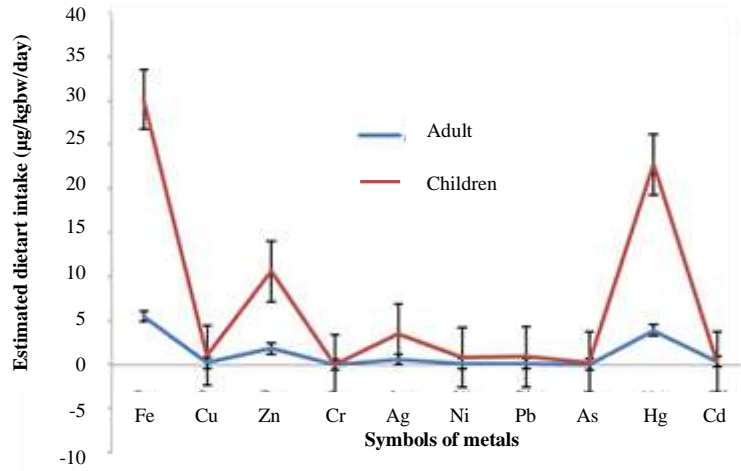 Estimated dietart intake (µg/kgbw/day)
40
35
30
25
20
15
10
5
0
-5
-10
Adult
Children
Fe Cu Zn Cr Ag Ni Pb As Hg Cd
Symbols of metals